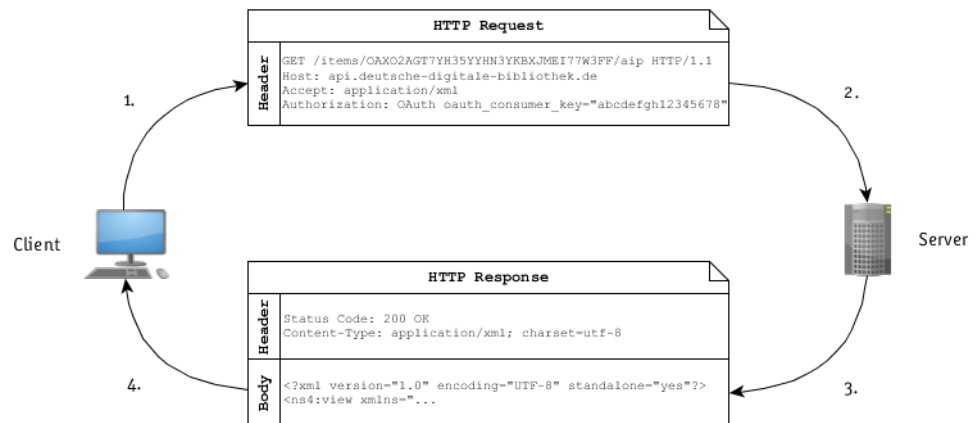 HTTP Request
Header
GET /items/OAXO2AGT7YH35YYHN3YKBXJMEI77W3FF/aip HTTP/1.1
Host: api.deutsche-digitale-bibliothek.de
Accept: application/xml
Authorization: OAuth oauth_consumer_key="abcdefgh12345678"
1.
2.
Client
Server
HTTP Response
Header
Status Code: 200 OK
Content-Type: application/xml; charset=utf-8
4.
3.
Body
<?xml version="1.0" encoding="UTF-8" standalone="yes"?>
<ns4:view xmlns="...